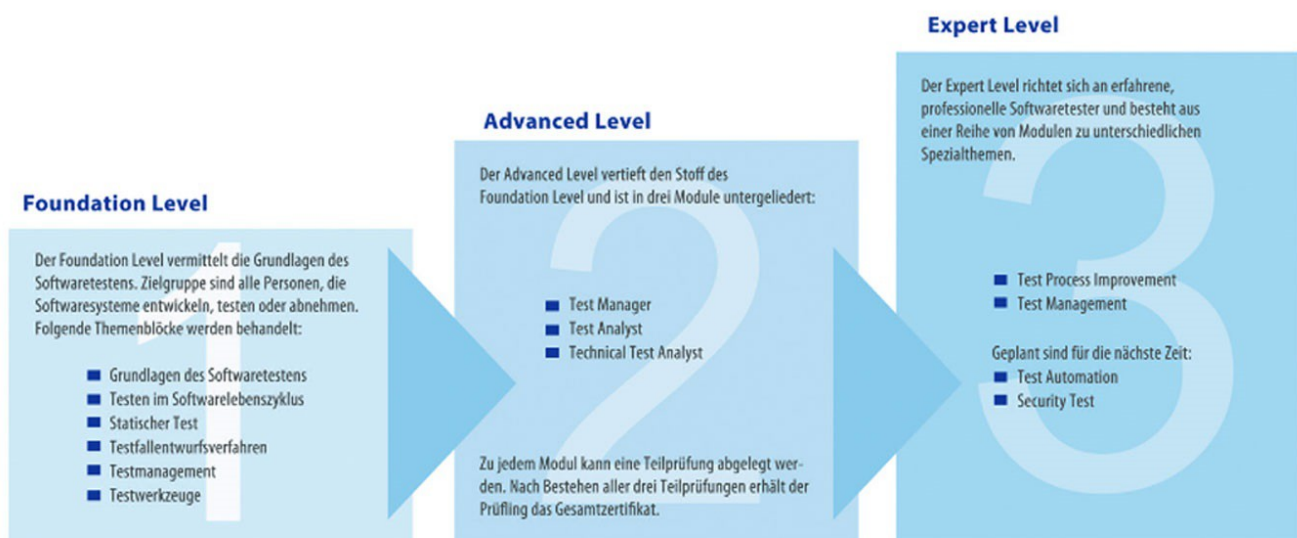 Foundation Level
1
Der Foundation Level vermittelt die Grundlagen des
Softwaretestens. Zielgruppe sind alle Personen, die
Softwaresysteme entwickeln, testen oder abnehmen.
Folgende Themenblöcke werden behandelt:
Grundlagen des Softwaretestens
Testen im Softwarelebenszyklus
Statischer Test
Testfallentwurfsverfahren
Testmanagement
Testwerkzeuge
Advanced Level
2
Der Advanced Level vertieft den Stoff des
Foundation Level und ist in drei Module untergliedert:
Test Manager
Test Analyst
Technical Test Analyst
Zu jedem Modul kann eine Teilprüfung abgelegt wer-
den. Nach Bestehen aller drei Teilprüfungen erhält der
Prüfling das Gesamtzertifikat.
Expert Level
3
Der Expert Level richtet sich an erfahrene,
professionelle Softwaretester und besteht aus
einer Reihe von Modulen zu unterschiedlichen
Spezialthemen.
Test Process Improvement
Test Management
Geplant sind für die nächste Zeit:
Test Automation
Security Test